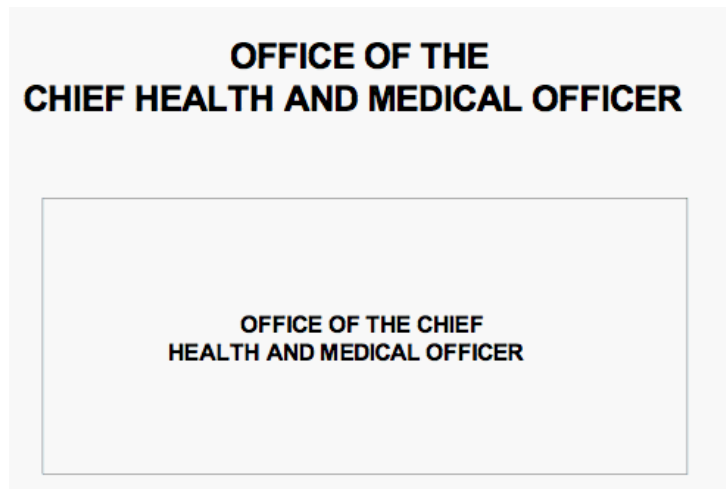 OFFICE OF THE
CHIEF HEALTH AND MEDICAL OFFICER
OFFICE OF THE CHIEF
HEALTH AND MEDICAL OFFICER